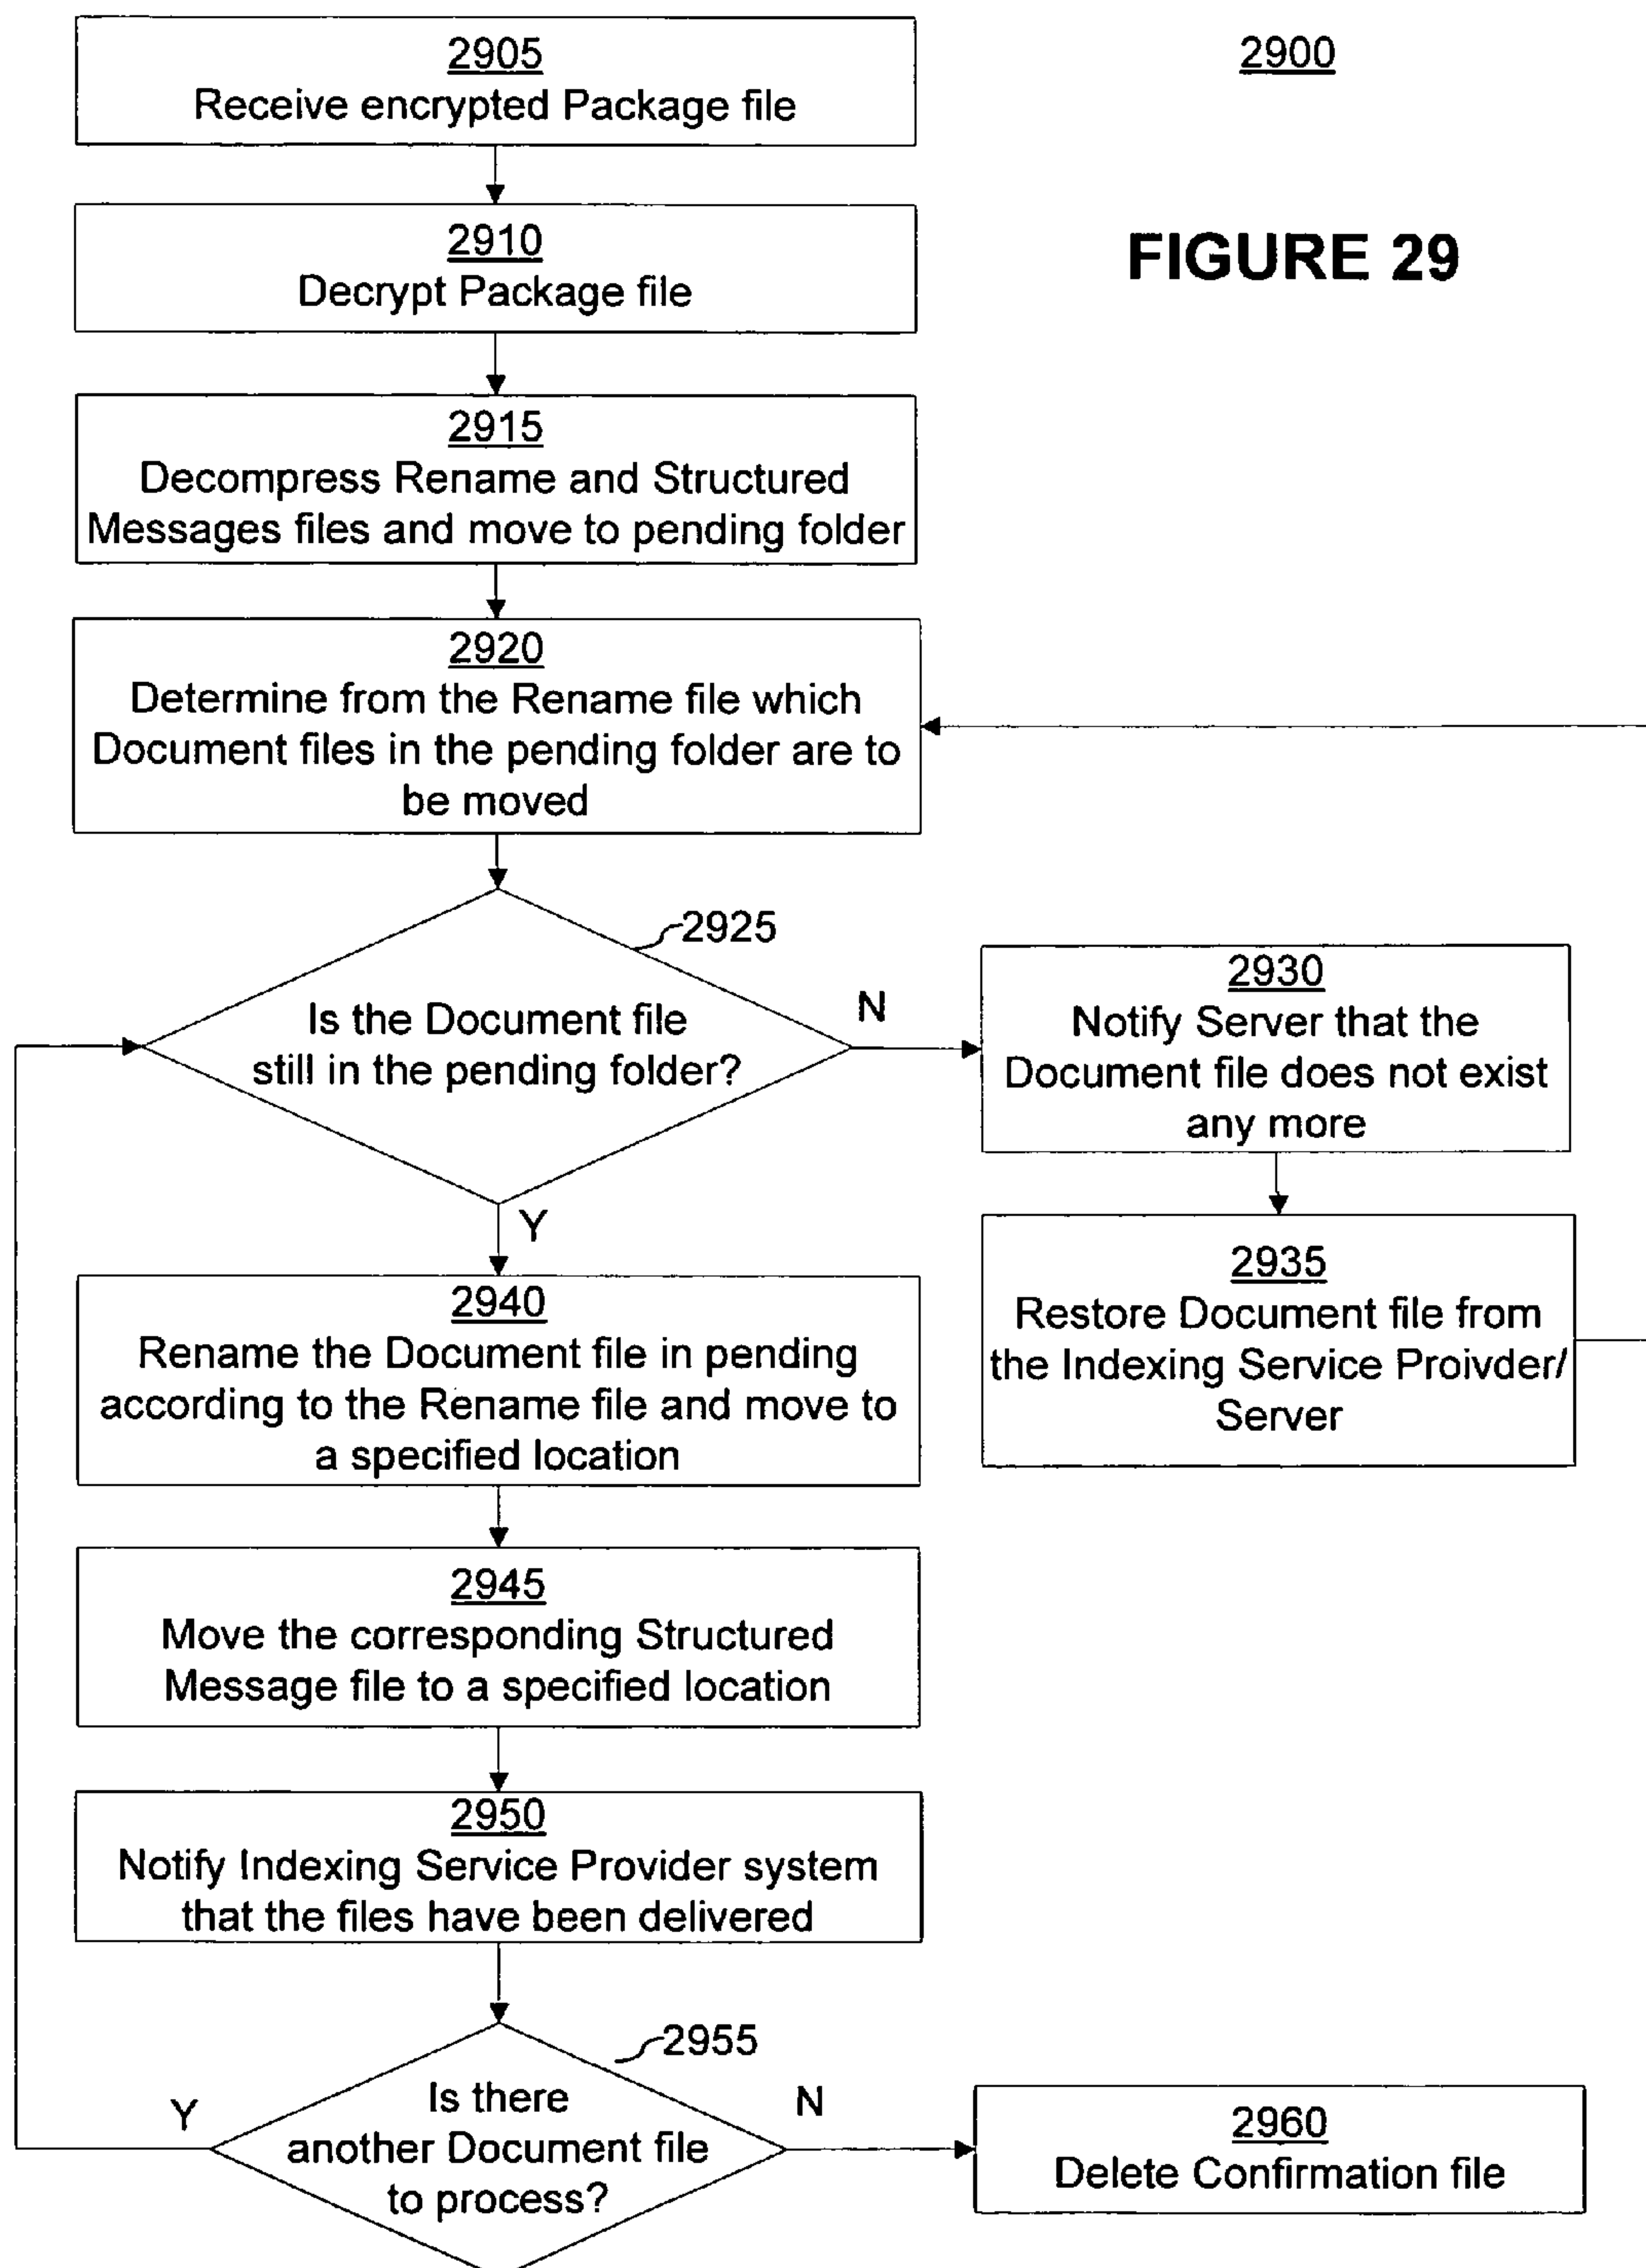 2905
Receive encrypted Package file
2900
FIGURE 29
2910
Decrypt Package file
2915
Decompress Rename and Structured
Messages files and move to pending folder
2920
Determine from the Rename file which
Document files in the pending folder are to
be moved
2925
Is the Document file
still in the pending folder?
N
2930
Notify Server that the
Document file does not exist
any more
Y
2935
Restore Document file from
the Indexing Service Proivder/
Server
2940
Rename the Document file in pending
according to the Rename file and move to
a specified location
2945
Move the corresponding Structured
Message file to a specified location
2950
Notify Indexing Service Provider system
that the files have been delivered
2955
Is there
another Document file
to process?
Y
N
2960
Delete Confirmation file